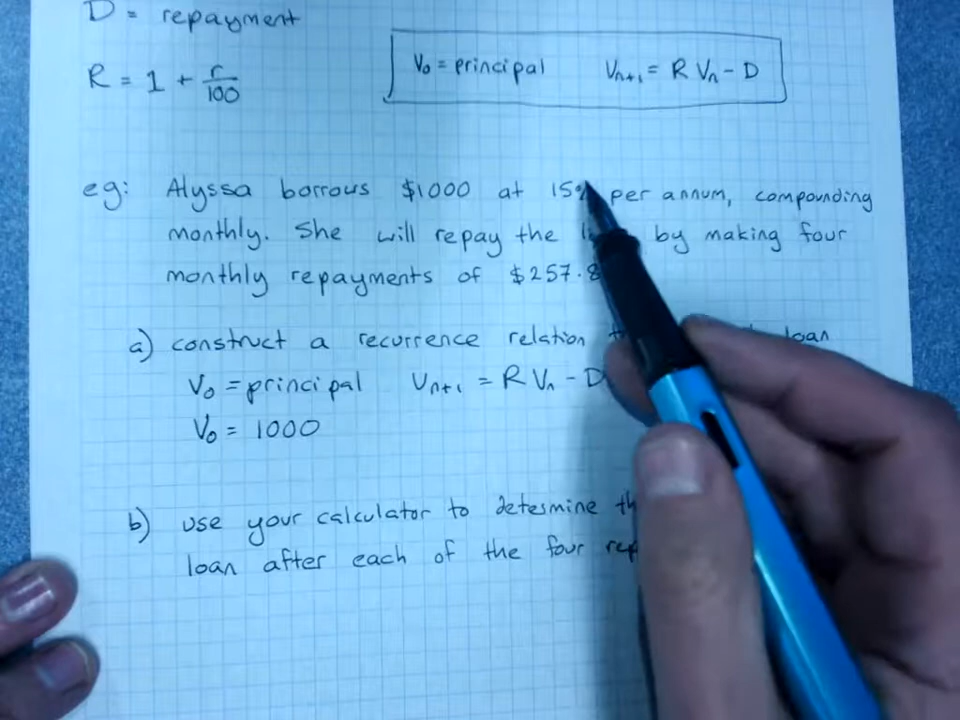 D = repayment
R = 1 + r/100
V₀ = principal Vₙ₊₁ = R Vₙ - D
eg: Alyssa borrows $1000 at 15% per annum, compounding
monthly. She will repay the by making four
monthly repayments of $257.8
a) construct a recurrence relation loan
V₀ = principal Vₙ₊₁ = R Vₙ - D
V₀ = 1000
b) use your calculator to determine
loan after each of the four